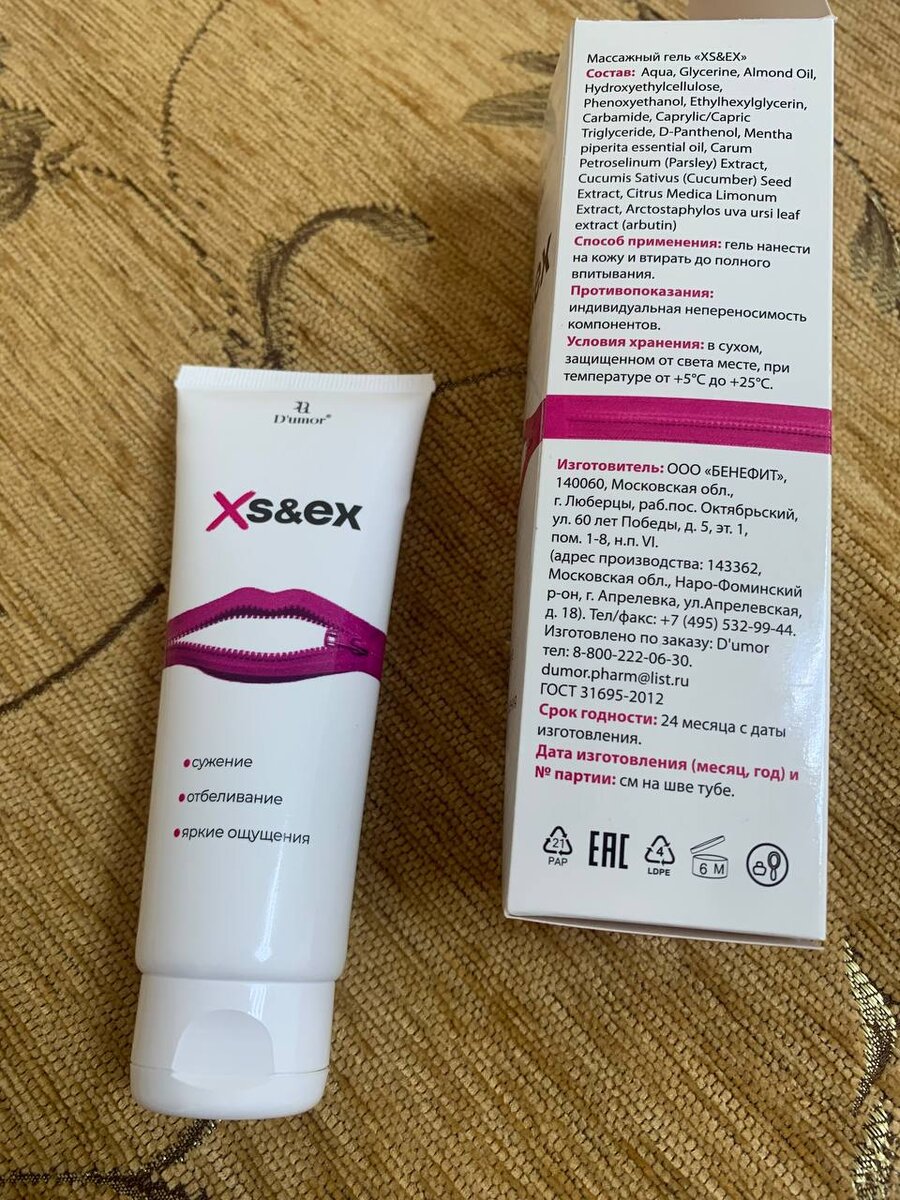 D'umor®
Xs&ex
•сужение
•отбеливание
•яркие ощущения
Массажный гель «XS&EX»
Состав: Aqua, Glycerine, Almond Oil,
Hydroxyethylcellulose,
Phenoxyethanol, Ethylhexylglycerin,
Carbamide, Caprylic/Capric
Triglyceride, D-Panthenol, Mentha
piperita essential oil, Carum
Petroselinum (Parsley) Extract,
Cucumis Sativus (Cucumber) Seed
Extract, Citrus Medica Limonum
Extract, Arctostaphylos uva ursi leaf
extract (arbutin)
Способ применения: гель нанести
на кожу и втирать до полного
впитывания.
Противопоказания:
индивидуальная непереносимость
компонентов.
Условия хранения: в сухом,
защищенном от света месте, при
температуре от +5°C до +25°C.
Изготовитель: ООО «БЕНЕФИТ»,
140060, Московская обл.,
г. Люберцы, раб.пос. Октябрьский,
ул. 60 лет Победы, д. 5, эт. 1,
пом. 1-8, н.п. VI.
(адрес производства: 143362,
Московская обл., Наро-Фоминский
р-он, г. Апрелевка, ул.Апрелевская,
д. 18). Тел/факс: +7 (495) 532-99-44.
Изготовлено по заказу: D'umor
тел: 8-800-222-06-30.
dumor.pharm@list.ru
ГОСТ 31695-2012
Срок годности: 24 месяца с даты
изготовления.
Дата изготовления (месяц, год) и
№ партии: см на шве тубе.
21
PAP
EAC
4
LDPE
6 M